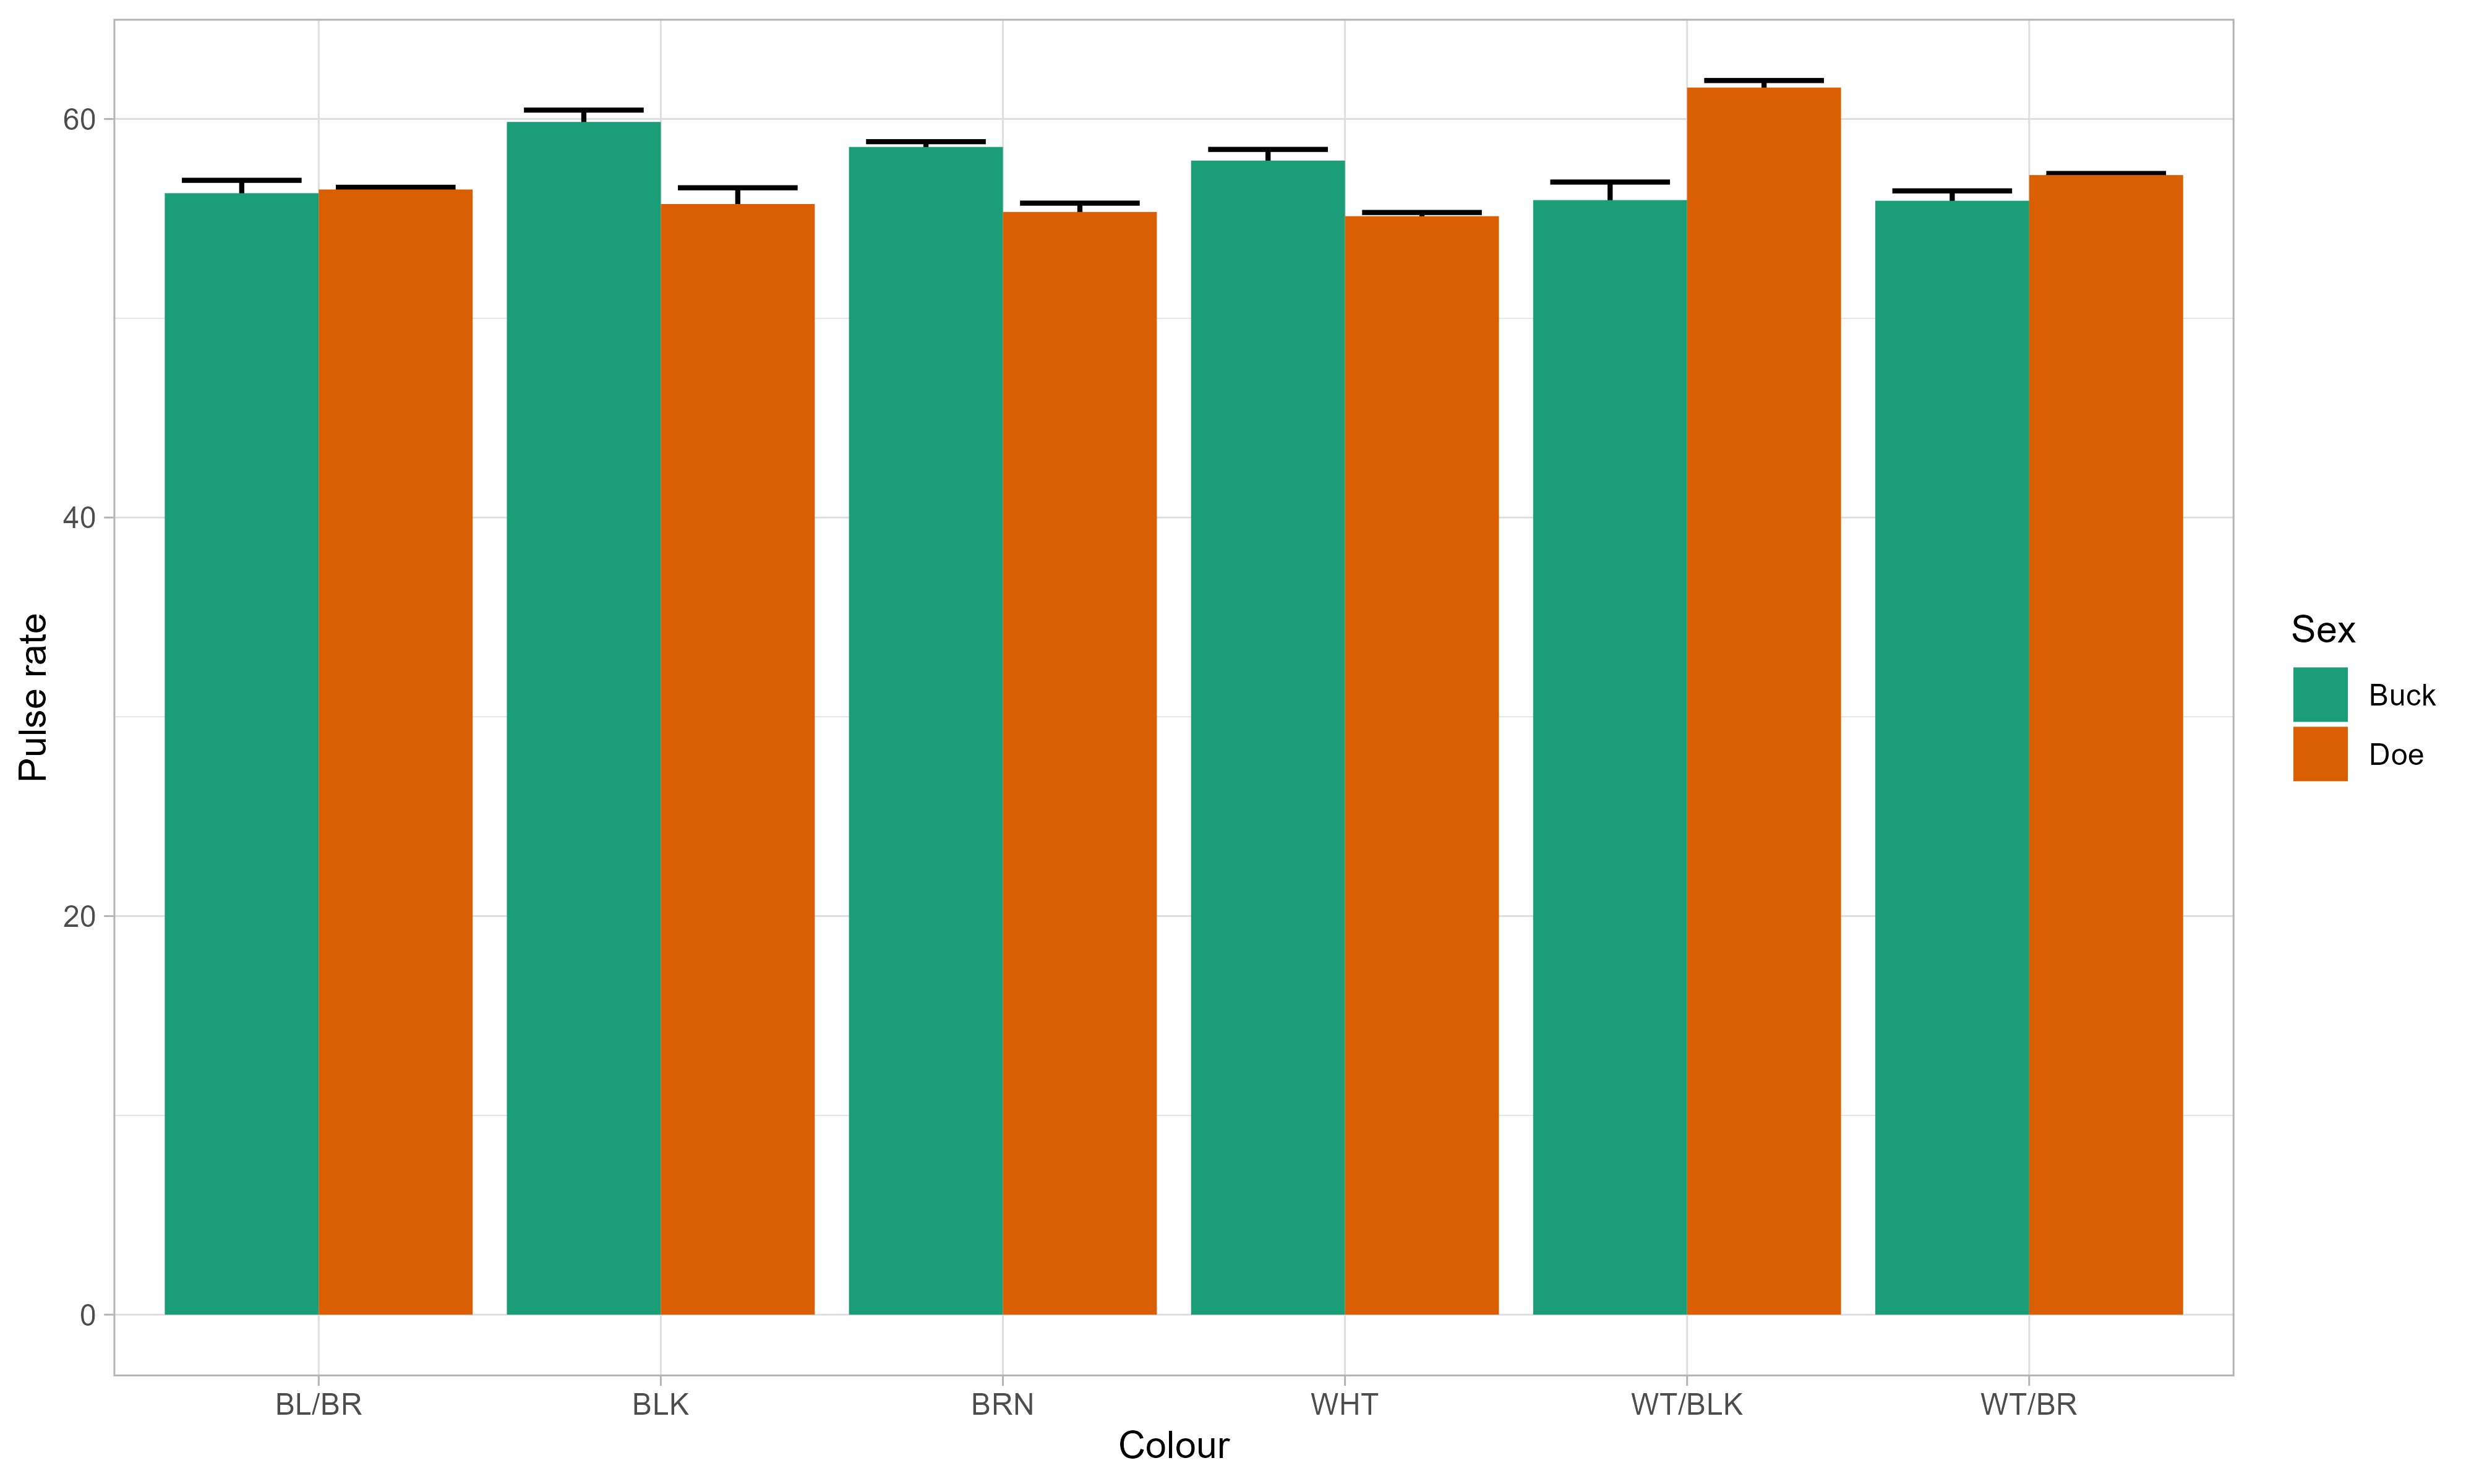 60
40
20
0
Pulse rate
BL/BR BLK BRN WHT WT/BLK WT/BR
Colour
Sex
Buck
Doe